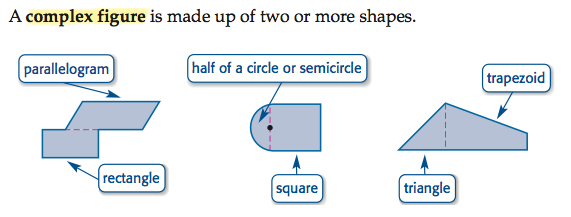 A complex figure is made up of two or more shapes.
parallelogram
half of a circle or semicircle
trapezoid
rectangle
square
triangle